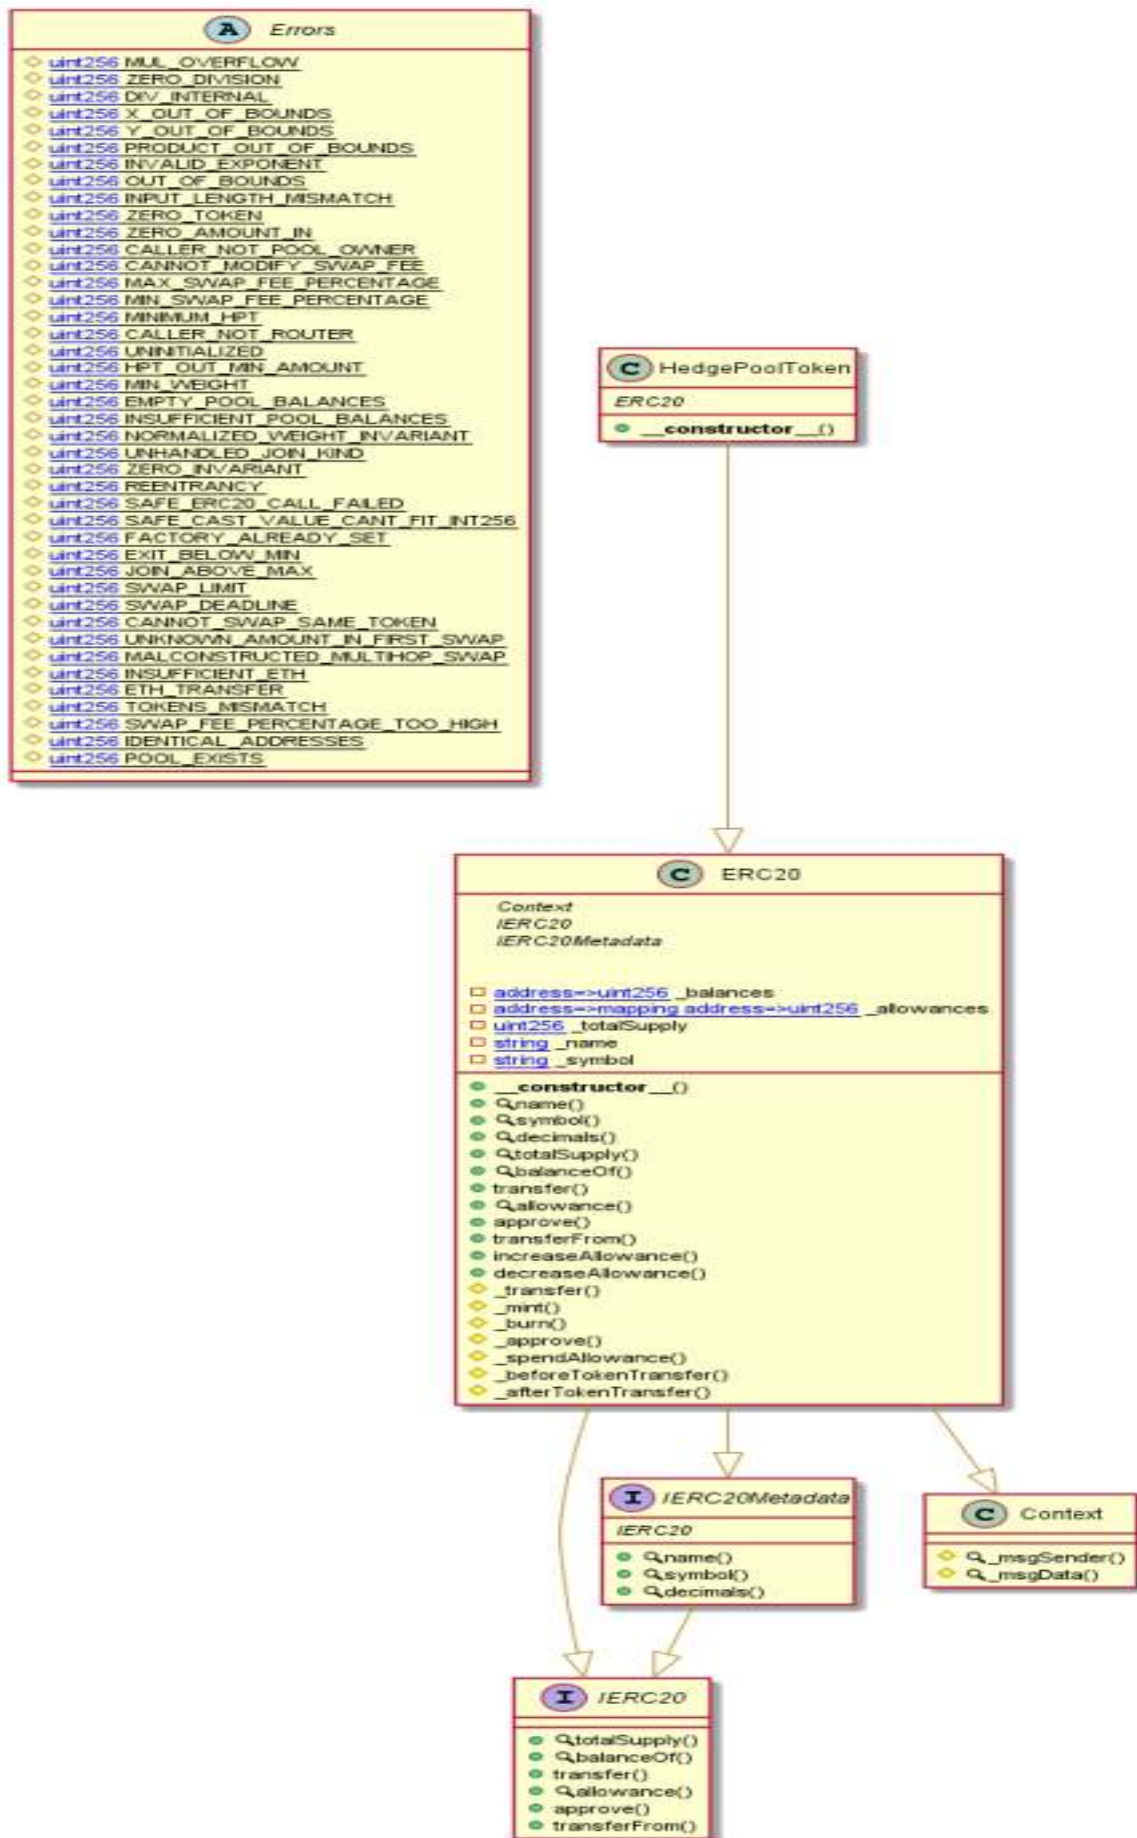 A Errors
uint256 MUL_OVERFLOW
uint256 ZERO_DIVISION
uint256 DIV_INTERNAL
uint256 X_OUT_OF_BOUNDS
uint256 Y_OUT_OF_BOUNDS
uint256 PRODUCT_OUT_OF_BOUNDS
uint256 INVALID_EXPONENT
uint256 OUT_OF_BOUNDS
uint256 INPUT_LENGTH_MISMATCH
uint256 ZERO_TOKEN
uint256 ZERO_AMOUNT_IN
uint256 CALLER_NOT_POOL_OWNER
uint256 CANNOT_MODIFY_SWAP_FEE
uint256 MAX_SWAP_FEE_PERCENTAGE
uint256 MIN_SWAP_FEE_PERCENTAGE
uint256 MINIMUM_HPT
uint256 CALLER_NOT_ROUTER
uint256 UNINITIALIZED
uint256 HPT_OUT_MIN_AMOUNT
uint256 MIN_WEIGHT
uint256 EMPTY_POOL_BALANCES
uint256 INSUFFICIENT_POOL_BALANCES
uint256 NORMALIZED_WEIGHT_INVARIANT
uint256 UNHANDLED_JOIN_KIND
uint256 ZERO_INVARIANT
uint256 REENTRANCY
uint256 SAFE_ERC20_CALL_FAILED
uint256 SAFE_CAST_VALUE_CANT_FIT_INT256
uint256 FACTORY_ALREADY_SET
uint256 EXIT_BELOW_MIN
uint256 JOIN_ABOVE_MAX
uint256 SWAP_LIMIT
uint256 SWAP_DEADLINE
uint256 CANNOT_SWAP_SAME_TOKEN
uint256 UNKNOWN_AMOUNT_IN_FIRST_SWAP
uint256 MALCONSTRUCTED_MULTIHOP_SWAP
uint256 INSUFFICIENT_ETH
uint256 ETH_TRANSFER
uint256 TOKENS_MISMATCH
uint256 SWAP_FEE_PERCENTAGE_TOO_HIGH
uint256 IDENTICAL_ADDRESSES
uint256 POOL_EXISTS
C HedgePoolToken
ERC20
__constructor__()
C ERC20
Context
IERC20
IERC20Metadata
address=>uint256 _balances
address=>mapping address=>uint256 _allowances
uint256 _totalSupply
string _name
string _symbol
__constructor__()
name()
symbol()
decimals()
totalSupply()
balanceOf()
transfer()
allowance()
approve()
transferFrom()
increaseAllowance()
decreaseAllowance()
_transfer()
_mint()
_burn()
_approve()
_spendAllowance()
_beforeTokenTransfer()
_afterTokenTransfer()
I IERC20Metadata
IERC20
name()
symbol()
decimals()
C Context
_msgSender()
_msgData()
I IERC20
totalSupply()
balanceOf()
transfer()
allowance()
approve()
transferFrom()